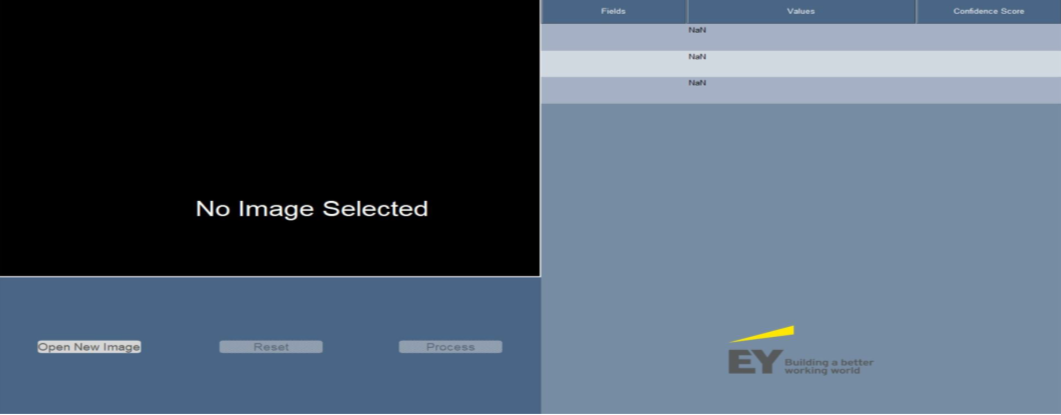 Fields Values Confidence Score
NaN
NaN
NaN
No Image Selected
Open New Image Reset Process
EY Building a better
working world